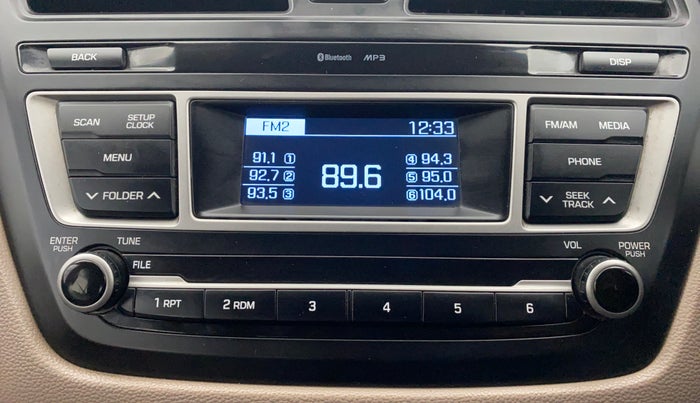 BACK Bluetooth MP3 DISP
SCAN SETUP CLOCK
MENU
FOLDER
FM2 12:33
91.1 1
92.7 2
93.5 3
89.6
4 94.3
5 95.0
6 104.0
FM/AM MEDIA
PHONE
SEEK TRACK
ENTER PUSH
TUNE
FILE
VOL
POWER PUSH
1 RPT 2 RDM 3 4 5 6